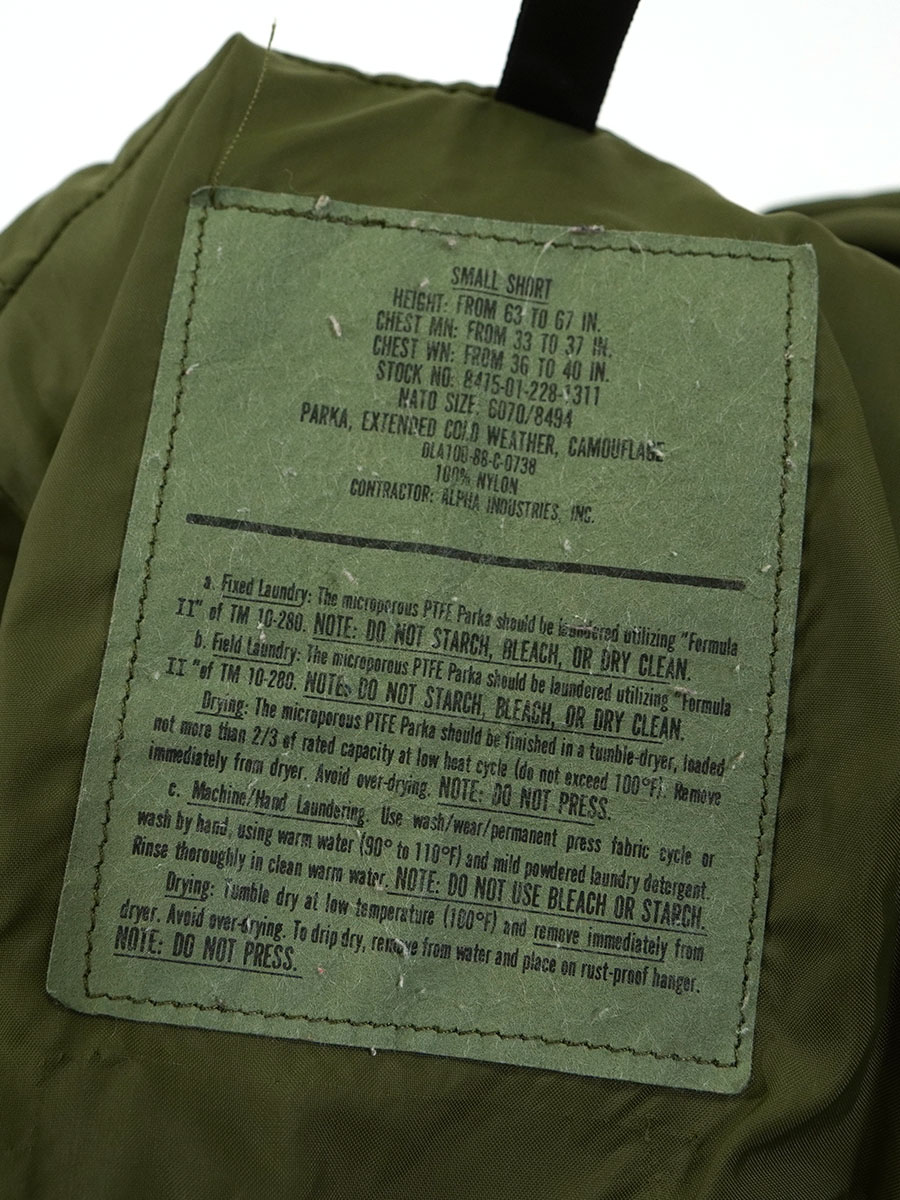 SMALL SHORT
HEIGHT: FROM 63 TO 67 IN.
CHEST MN: FROM 33 TO 37 IN.
CHEST WN: FROM 36 TO 40 IN.
STOCK NO: 8415-01-228-1311
NATO SIZE: 6070/8494
PARKA, EXTENDED COLD WEATHER, CAMOUFLAGE
DLA100-88-C-0738
100% NYLON
CONTRACTOR: ALPHA INDUSTRIES, INC.
a. Fixed Laundry: The microporous PTFE Parka should be laundered utilizing "Formula
II" of TM 10-280. NOTE: DO NOT STARCH, BLEACH, OR DRY CLEAN.
b. Field Laundry: The microporous PTFE Parka should be laundered utilizing "Formula
II "of TM 10-280. NOTE: DO NOT STARCH, BLEACH, OR DRY CLEAN.
Drying: The microporous PTFE Parka should be finished in a tumble-dryer, loaded
not more than 2/3 of rated capacity at low heat cycle (do not exceed 100°F). Remove
immediately from dryer. Avoid over-drying. NOTE: DO NOT PRESS.
c. Machine/Hand Laundering. Use wash/wear/permanent press fabric cycle or
wash by hand, using warm water (90° to 110°F) and mild powdered laundry detergent.
Rinse thoroughly in clean warm water. NOTE: DO NOT USE BLEACH OR STARCH.
Drying: Tumble dry at low temperature (100°F) and remove immediately from
dryer. Avoid over-drying. To drip dry, remove from water and place on rust-proof hanger.
NOTE: DO NOT PRESS.